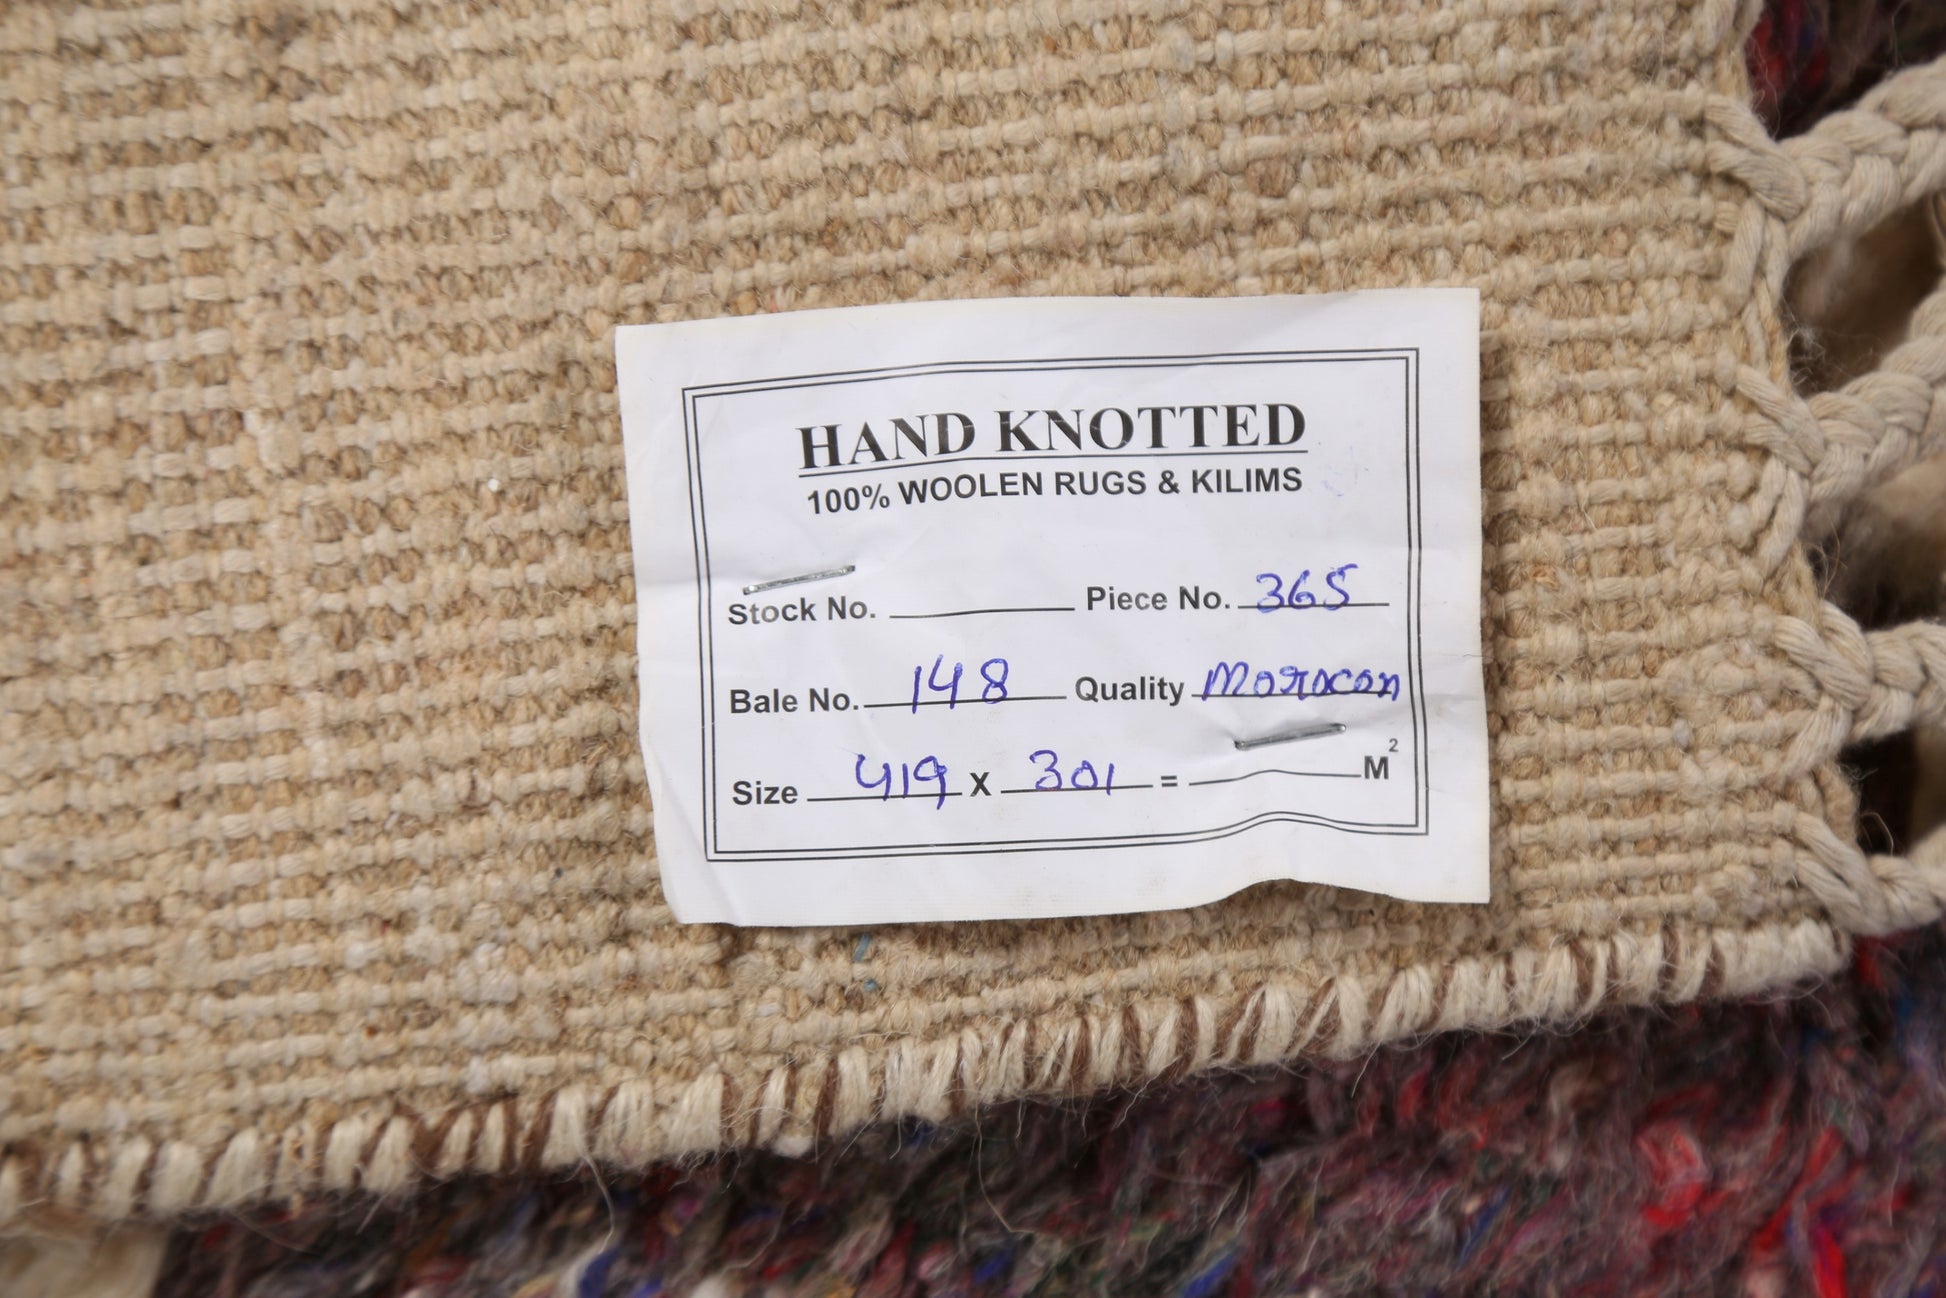 HAND KNOTTED
100% WOOLEN RUGS & KILIMS
Stock No. Piece No. 365
Bale No. 148 Quality Morocon
Size 419 X 301 = M²